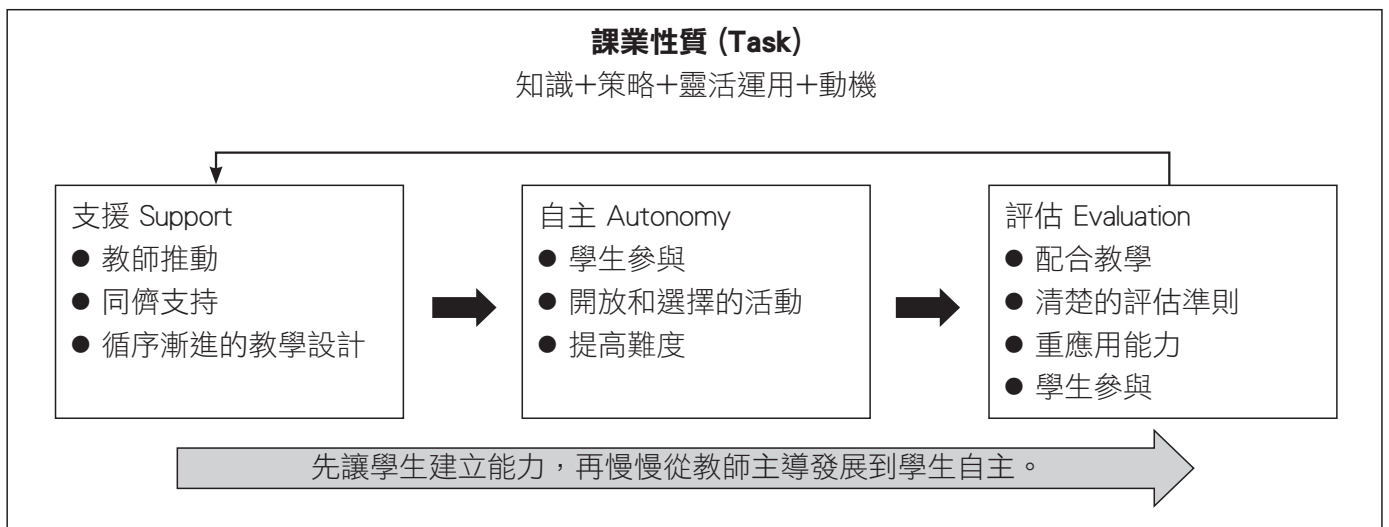 課業性質 (Task)
知識+策略+靈活運用+動機
支援 Support
● 教師推動
● 同儕支持
● 循序漸進的教學設計
自主 Autonomy
● 學生參與
● 開放和選擇的活動
● 提高難度
評估 Evaluation
● 配合教學
● 清楚的評估準則
● 重應用能力
● 學生參與
先讓學生建立能力，再慢慢從教師主導發展到學生自主。